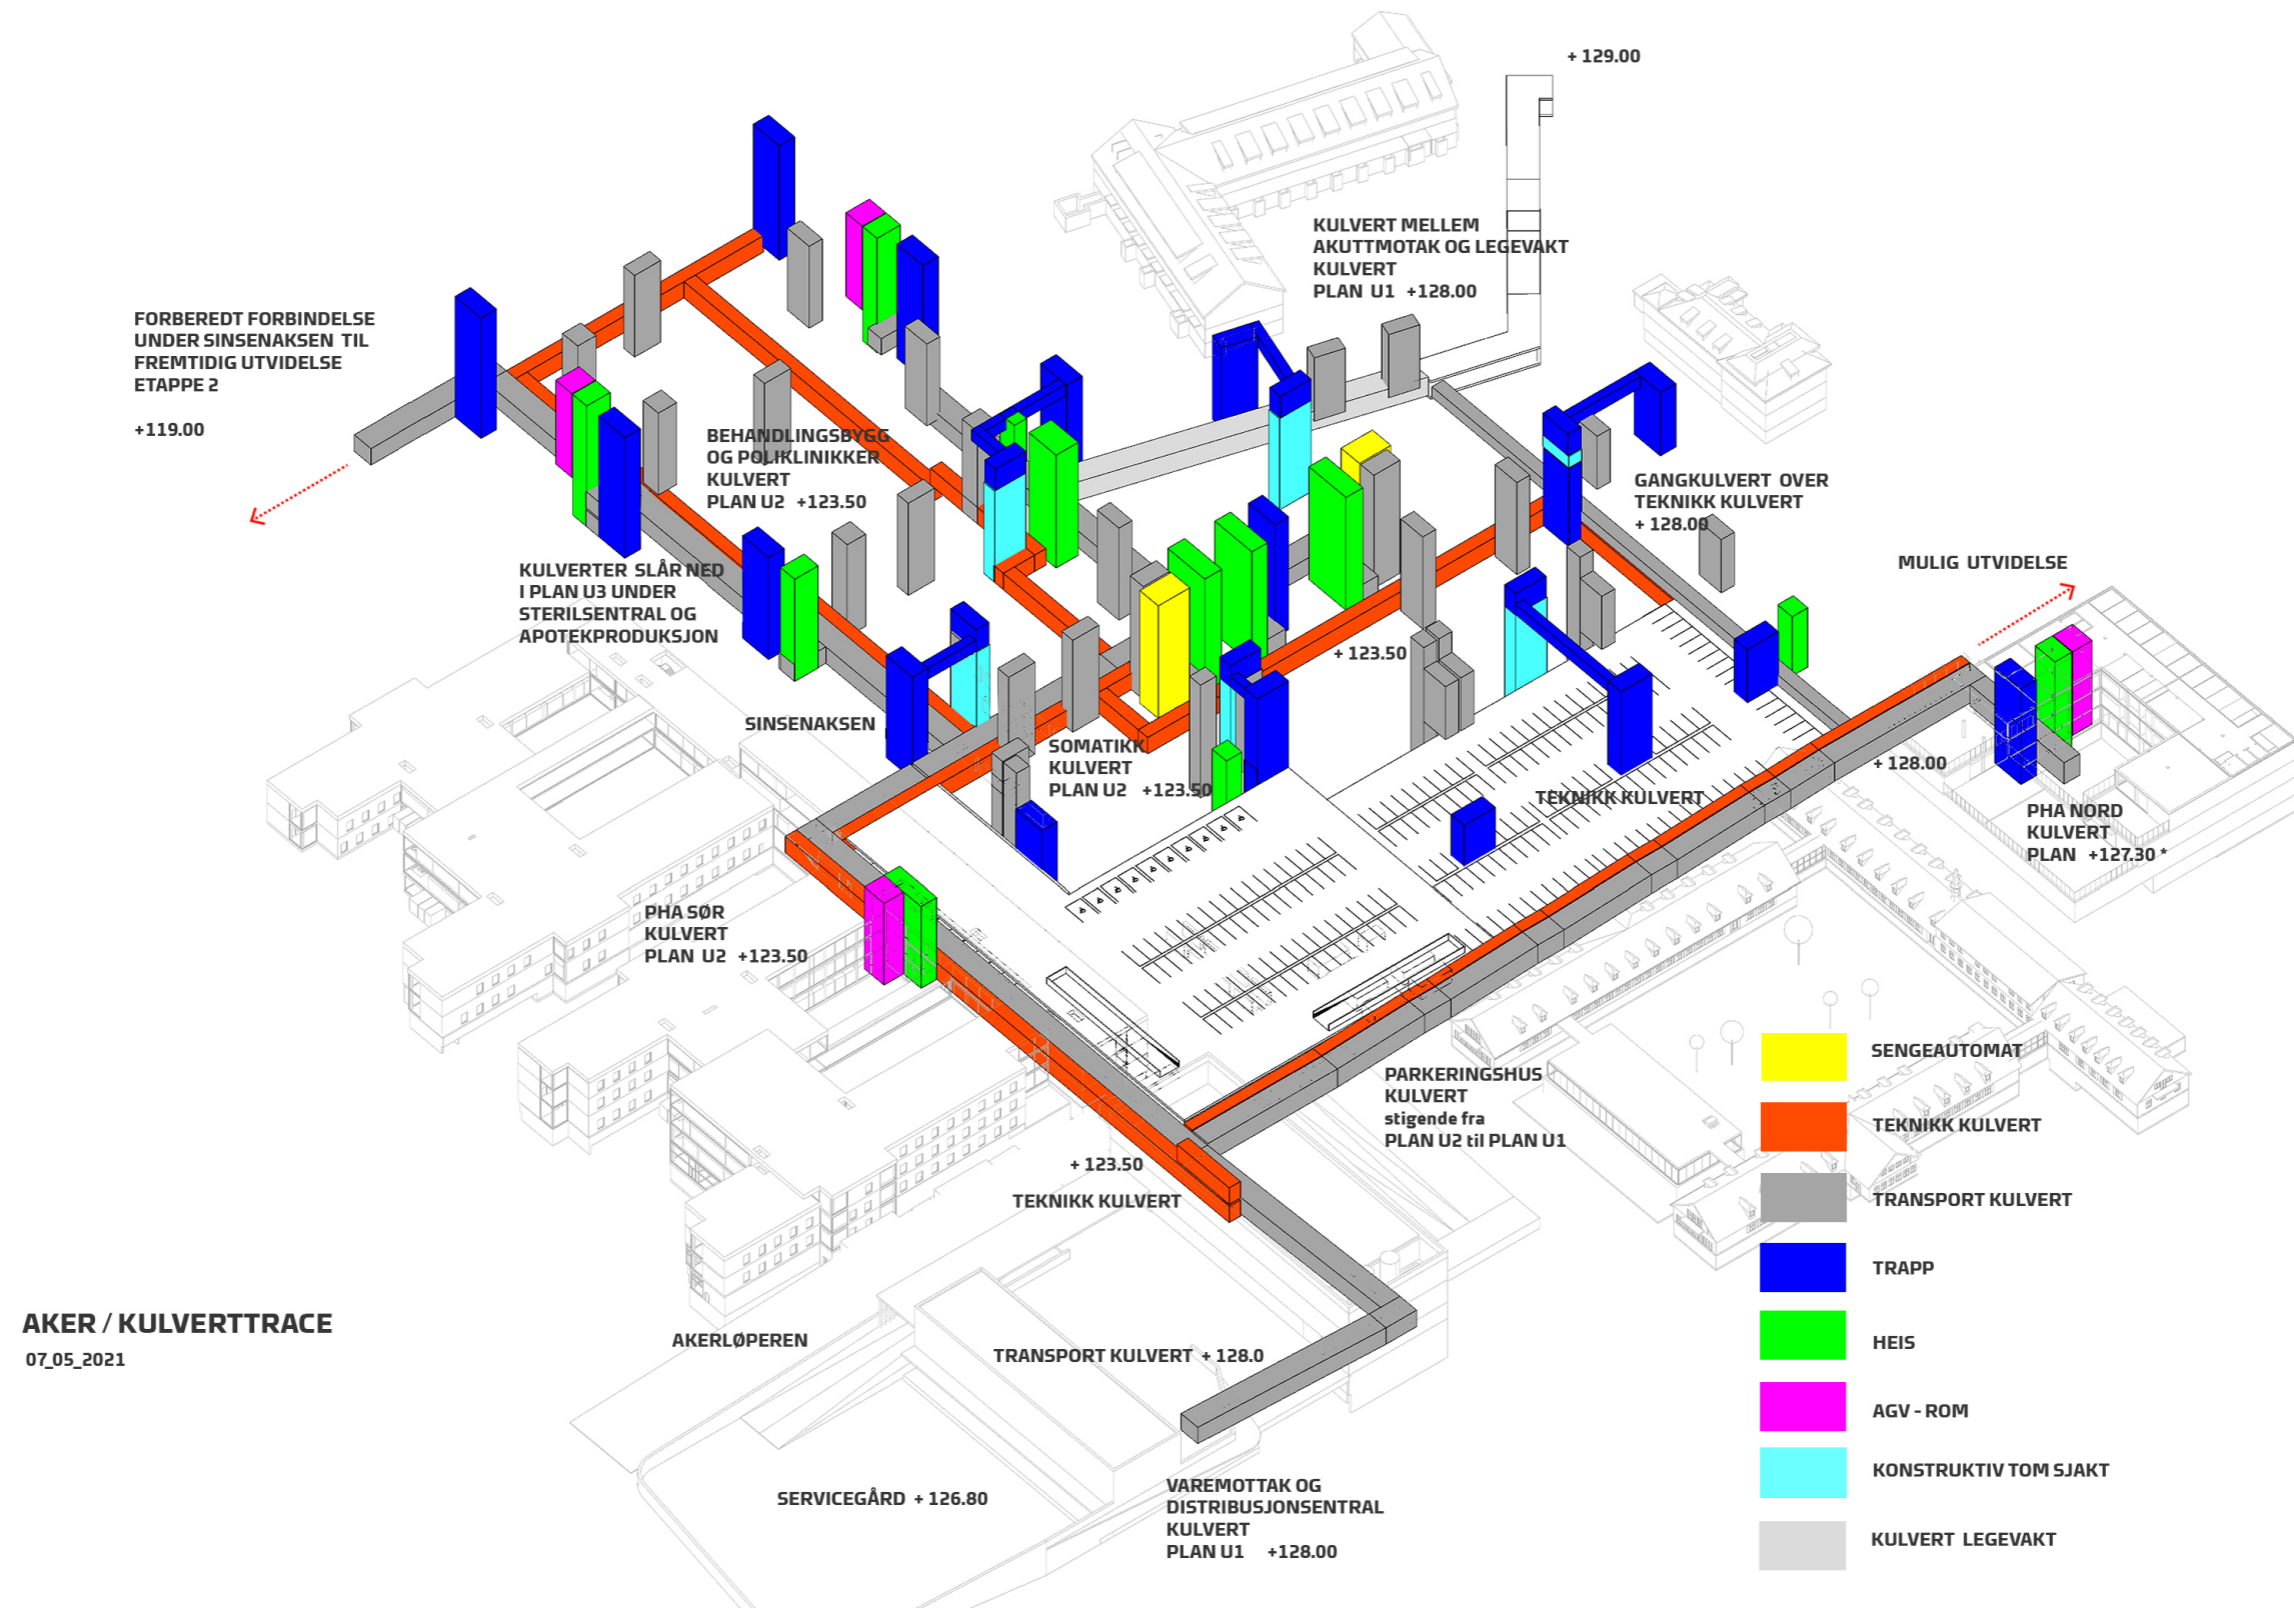 + 129.00
KULVERT MELLEM
AKUTTMOTAK OG LEGEVAKT
KULVERT
PLAN U1 +128.00
FORBEREDT FORBINDELSE
UNDER SINSENAKSEN TIL
FREMTIDIG UTVIDELSE
ETAPPE 2
+119.00
BEHANDLINGSBYGG
OG POLIKLINIKKER
KULVERT
PLAN U2 +123.50
GANGKULVERT OVER
TEKNIKK KULVERT
+ 128.00
MULIG UTVIDELSE
KULVERTER SLÅR NED
I PLAN U3 UNDER
STERILSENTRAL OG
APOTEKPRODUKSJON
+ 123.50
SINSENAKSEN
SOMATIKK
KULVERT
PLAN U2 +123.50
+ 128.00
TEKNIKK KULVERT
PHA NORD
KULVERT
PLAN +127.30 *
PHA SØR
KULVERT
PLAN U2 +123.50
PARKERINGSHUS
KULVERT
stigende fra
PLAN U2 til PLAN U1
+ 123.50
TEKNIKK KULVERT
AKER / KULVERTTRACE
07_05_2021
AKERLØPEREN
TRANSPORT KULVERT + 128.0
SERVICEGÅRD + 126.80
VAREMOTTAK OG
DISTRIBUSJONSENTRAL
KULVERT
PLAN U1 +128.00
SENGEAUTOMAT
TEKNIKK KULVERT
TRANSPORT KULVERT
TRAPP
HEIS
AGV - ROM
KONSTRUKTIV TOM SJAKT
KULVERT LEGEVAKT